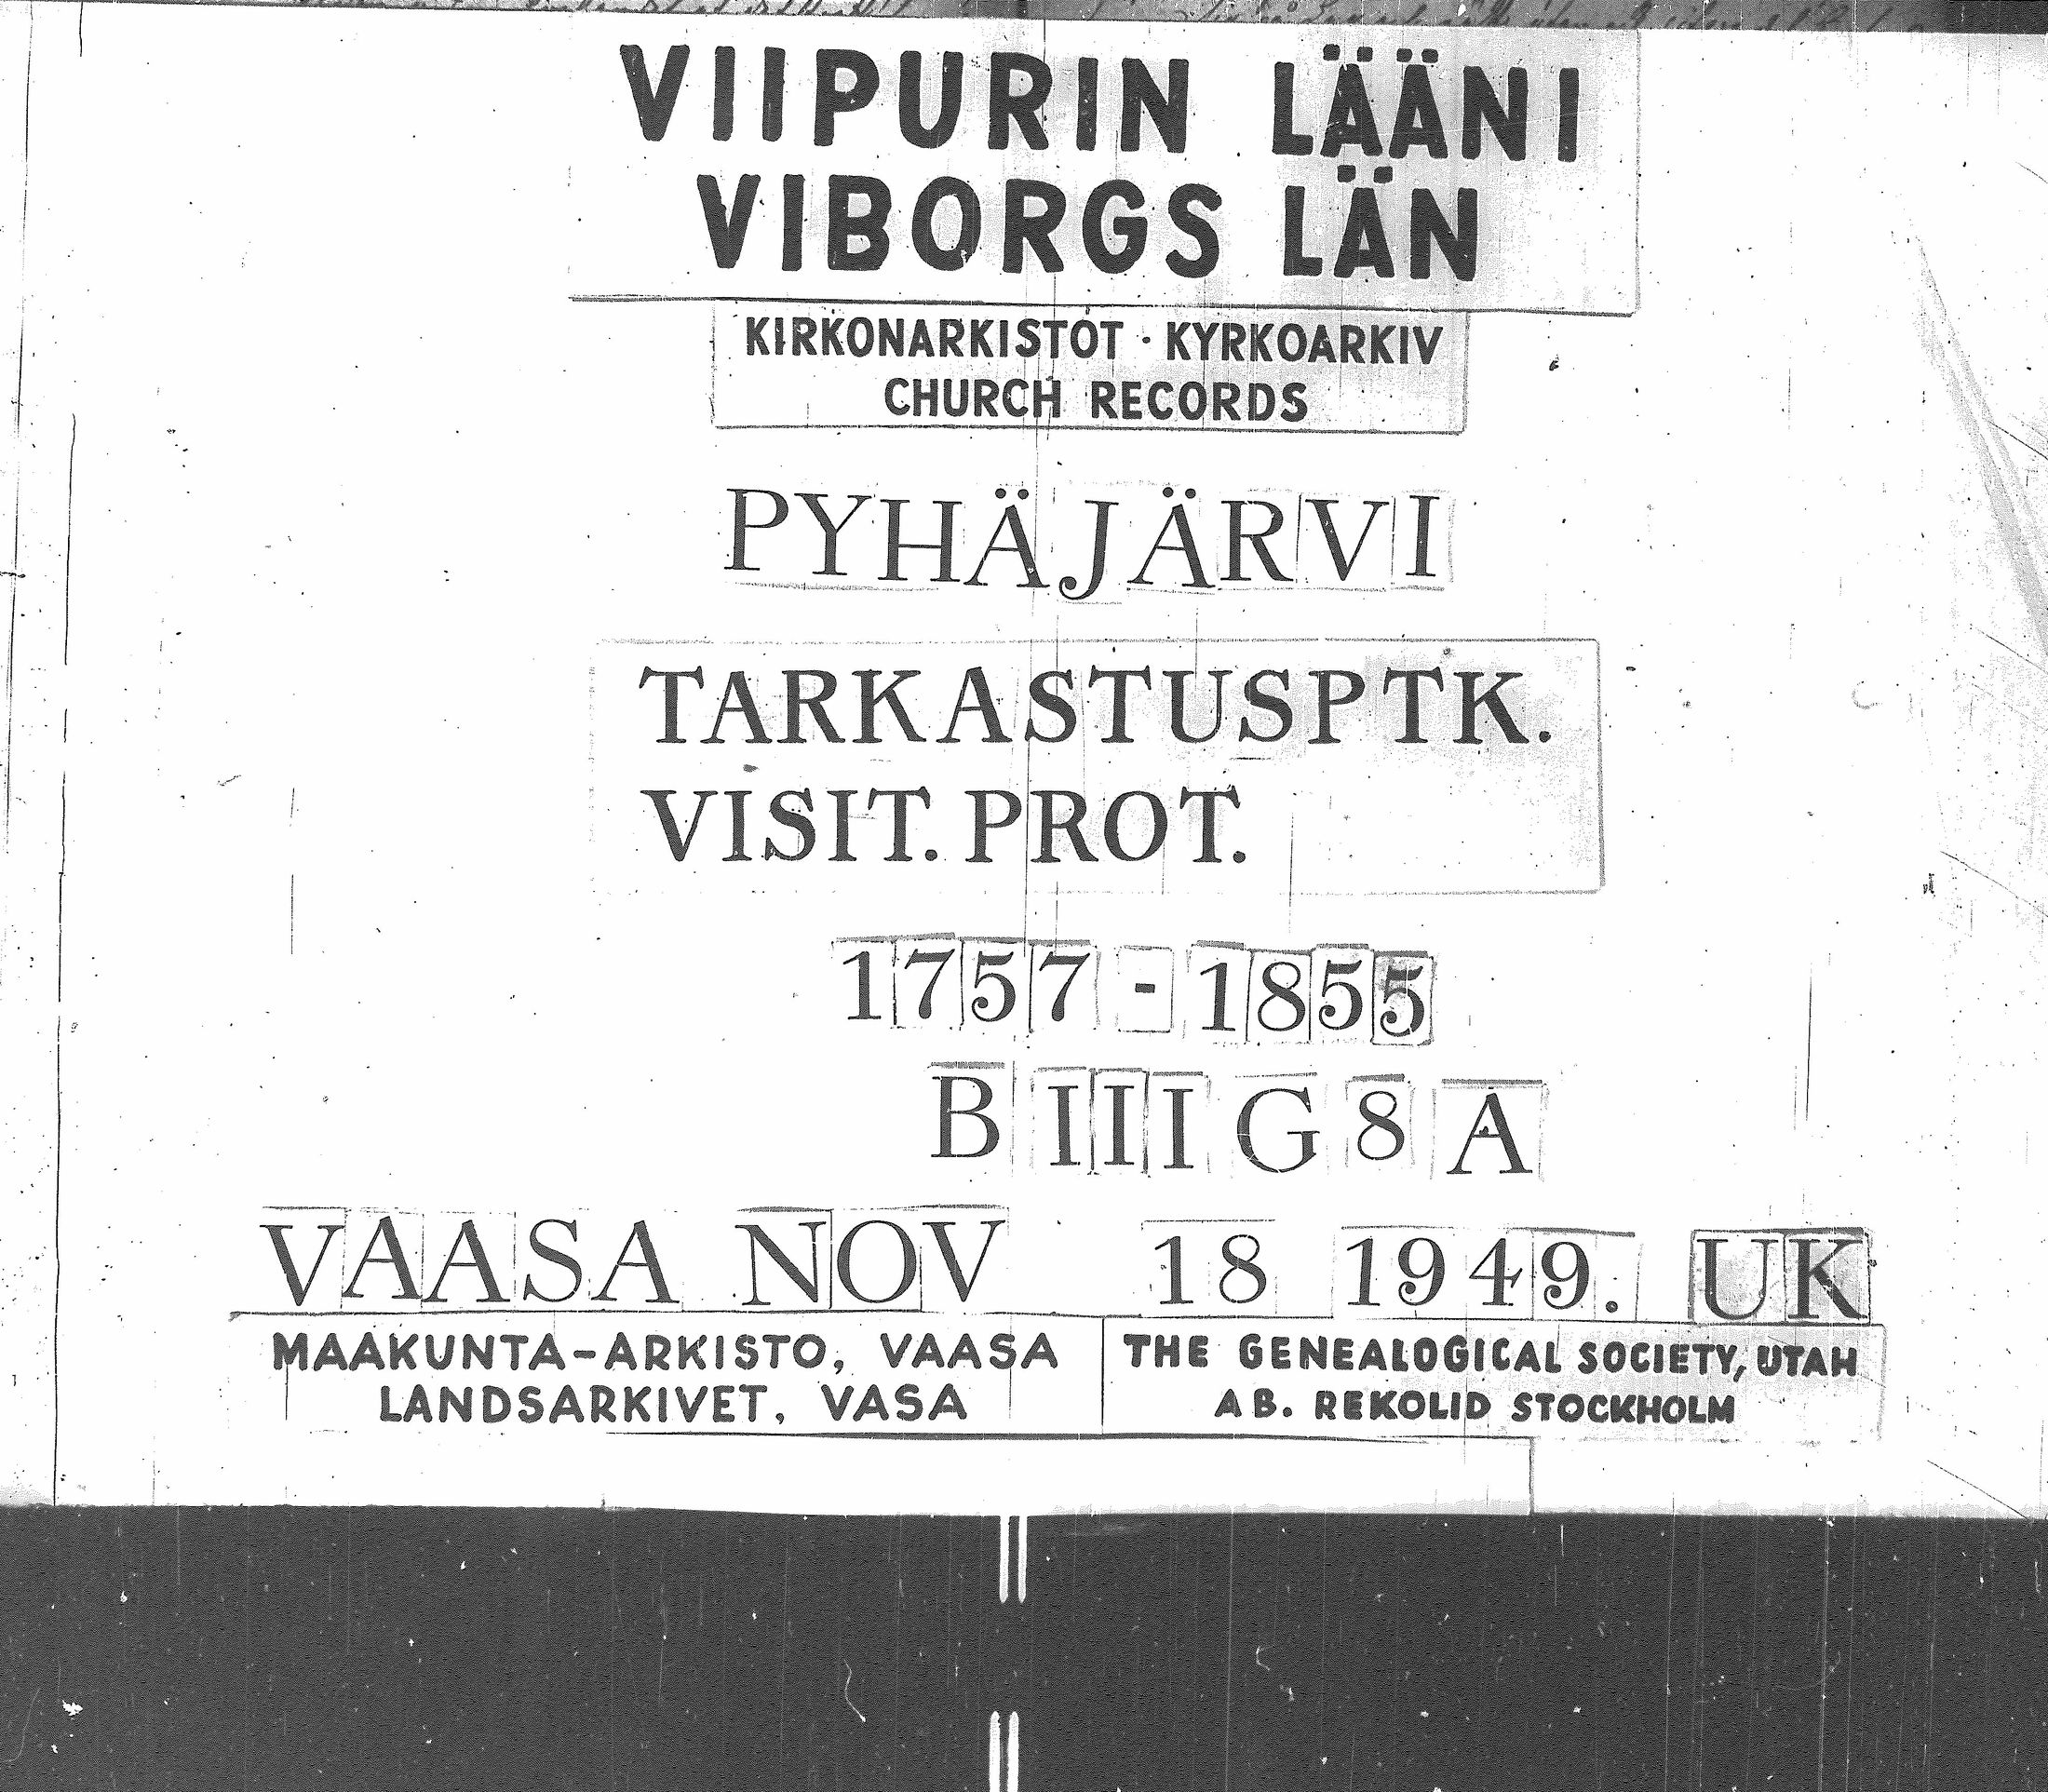 VIIPURIN LÄÄNI
VIBORGS LÄN
KIRKONARKISTOT · KYRKOARKIV
CHURCH RECORDS
PYHÄJÄRVI
TARKASTUSPTK.
VISIT. PROT.
1757 - 1855
B III G 8 A
VAASA NOV 18 1949. UK
MAAKUNTA-ARKISTO, VAASA
LANDSARKIVET, VASA
THE GENEALOGICAL SOCIETY, UTAH
AB. REKOLID STOCKHOLM